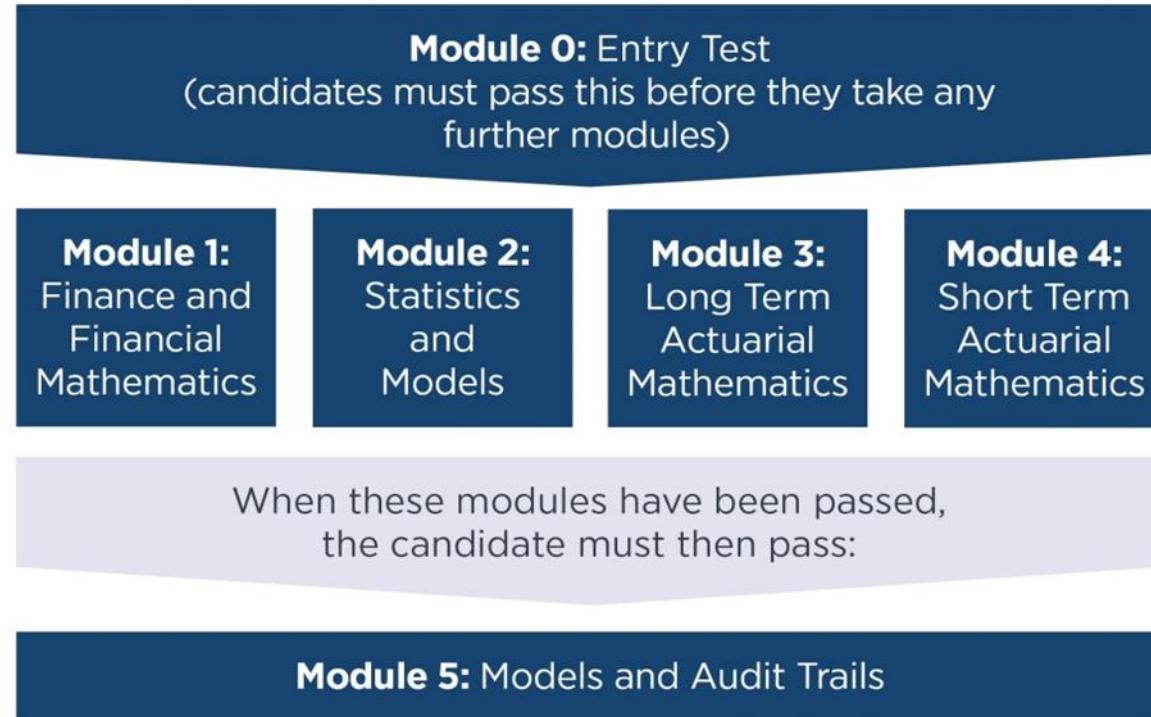 Module 0: Entry Test
(candidates must pass this before they take any
further modules)
Module 1:
Finance and
Financial
Mathematics
Module 2:
Statistics
and
Models
Module 3:
Long Term
Actuarial
Mathematics
Module 4:
Short Term
Actuarial
Mathematics
When these modules have been passed,
the candidate must then pass:
Module 5: Models and Audit Trails